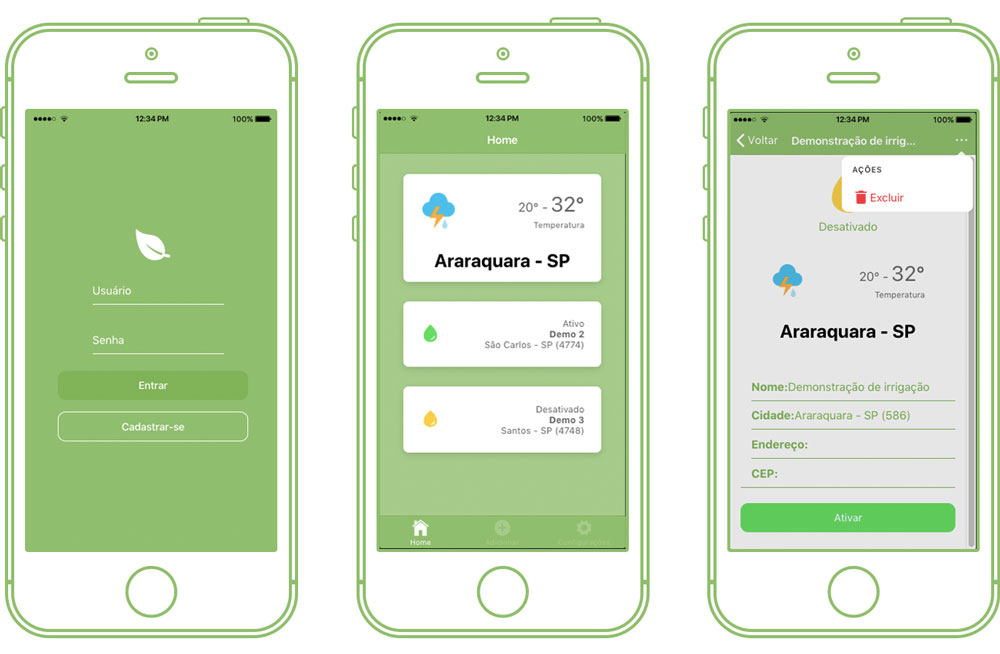 12:34 PM
100%
Usuário
Senha
Entrar
Cadastrar-se
12:34 PM
100%
Home
20° - 32°
Temperatura
Araraquara - SP
Ativo
Demo 2
São Carlos - SP (4774)
Desativado
Demo 3
Santos - SP (4748)
Home
Adicionar
Configurações
12:34 PM
100%
Voltar
Demonstração de irrig...
AÇÕES
Excluir
Desativado
20° - 32°
Temperatura
Araraquara - SP
Nome:Demonstração de irrigação
Cidade:Araraquara - SP (586)
Endereço:
CEP:
Ativar